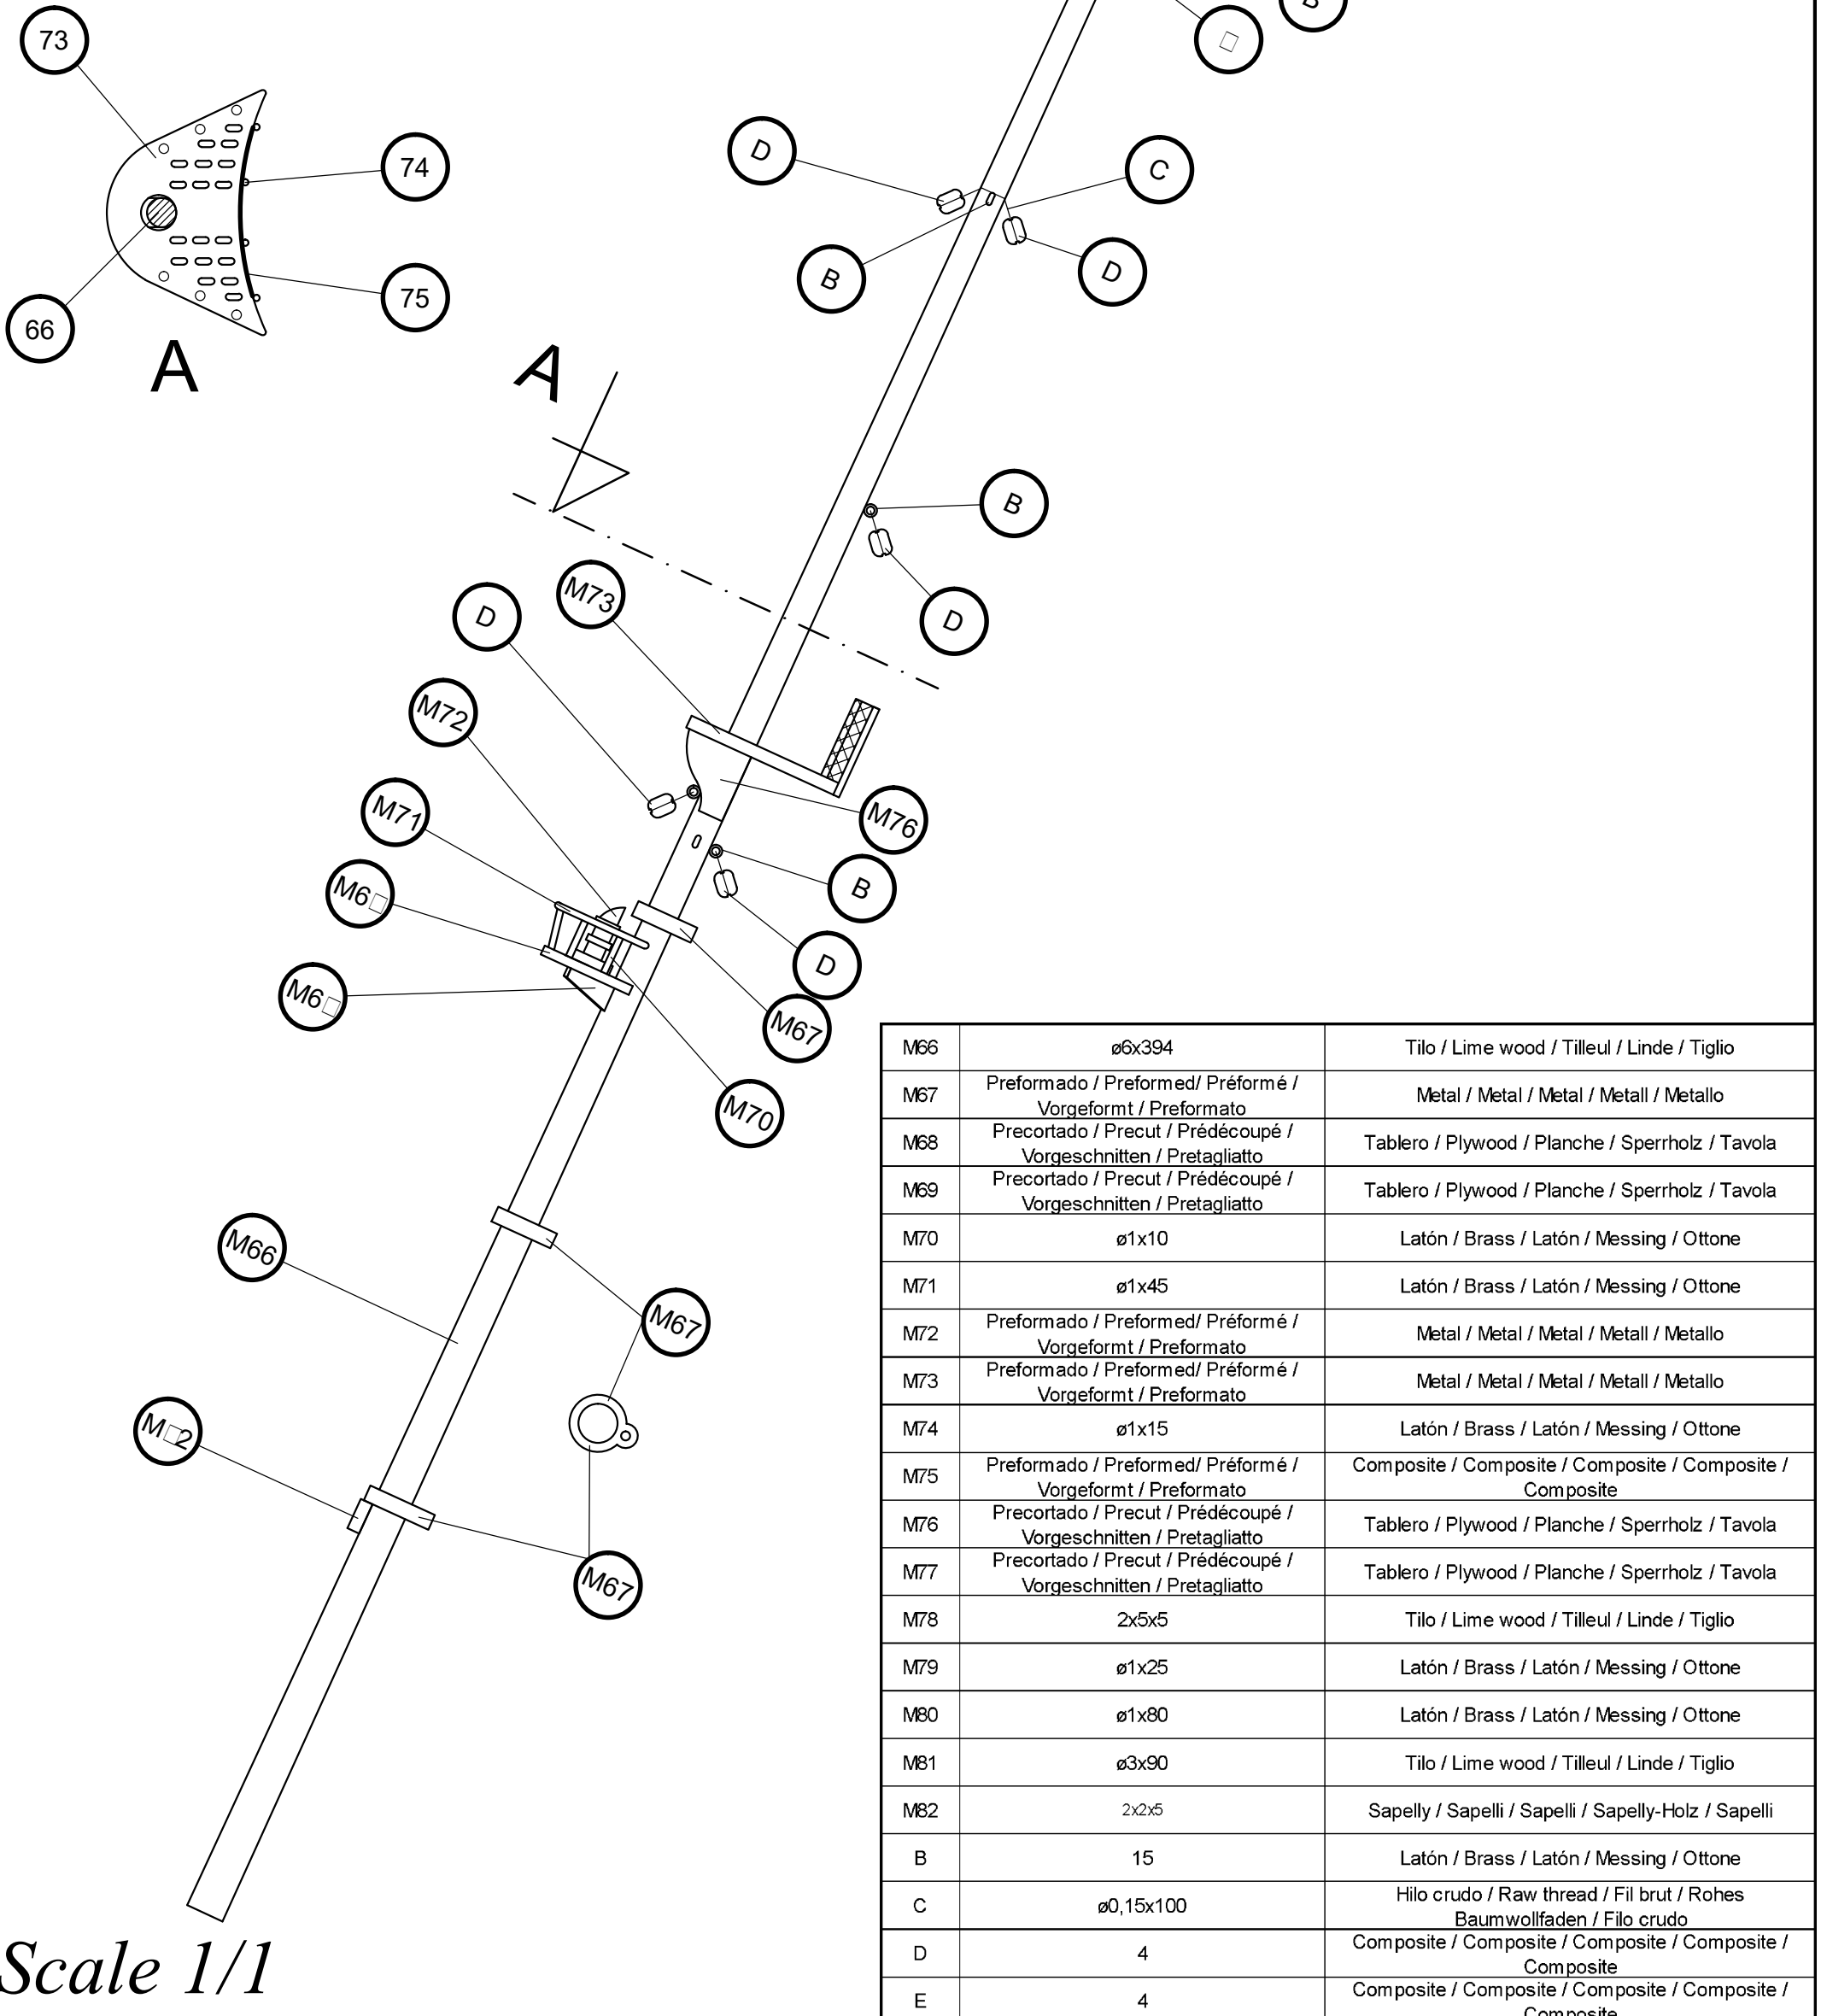 73
B
D
C
74
B
D
75
66
A
A
B
D
M73
D
M72
M71
M76
M6□
B
M6□
D
M67
M70
M66
M67
M□2
M67
M66 ø6x394 Tilo / Lime wood / Tilleul / Linde / Tiglio
M67 Preformado / Preformed/ Préformé / Vorgeformt / Preformato Metal / Metal / Metal / Metall / Metallo
M68 Precortado / Precut / Prédécoupé / Vorgeschnitten / Pretagliatto Tablero / Plywood / Planche / Sperrholz / Tavola
M69 Precortado / Precut / Prédécoupé / Vorgeschnitten / Pretagliatto Tablero / Plywood / Planche / Sperrholz / Tavola
M70 ø1x10 Latón / Brass / Latón / Messing / Ottone
M71 ø1x45 Latón / Brass / Latón / Messing / Ottone
M72 Preformado / Preformed/ Préformé / Vorgeformt / Preformato Metal / Metal / Metal / Metall / Metallo
M73 Preformado / Preformed/ Préformé / Vorgeformt / Preformato Metal / Metal / Metal / Metall / Metallo
M74 ø1x15 Latón / Brass / Latón / Messing / Ottone
M75 Preformado / Preformed/ Préformé / Vorgeformt / Preformato Composite / Composite / Composite / Composite / Composite
M76 Precortado / Precut / Prédécoupé / Vorgeschnitten / Pretagliatto Tablero / Plywood / Planche / Sperrholz / Tavola
M77 Precortado / Precut / Prédécoupé / Vorgeschnitten / Pretagliatto Tablero / Plywood / Planche / Sperrholz / Tavola
M78 2x5x5 Tilo / Lime wood / Tilleul / Linde / Tiglio
M79 ø1x25 Latón / Brass / Latón / Messing / Ottone
M80 ø1x80 Latón / Brass / Latón / Messing / Ottone
M81 ø3x90 Tilo / Lime wood / Tilleul / Linde / Tiglio
M82 2x2x5 Sapelly / Sapelli / Sapelli / Sapelly-Holz / Sapelli
B 15 Latón / Brass / Latón / Messing / Ottone
C ø0,15x100 Hilo crudo / Raw thread / Fil brut / Rohes Baumwollfaden / Filo crudo
D 4 Composite / Composite / Composite / Composite / Composite
E 4 Composite / Composite / Composite / Composite / Composite
Scale 1/1